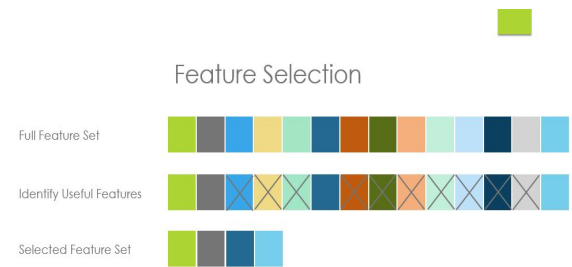 Feature Selection
Full Feature Set
Identify Useful Features
Selected Feature Set